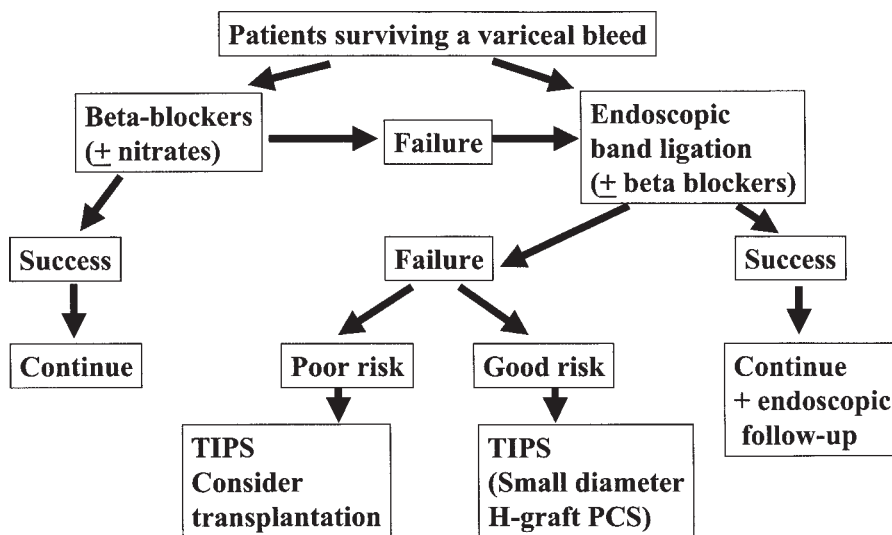 Patients surviving a variceal bleed
Beta-blockers
(± nitrates)
Failure
Endoscopic
band ligation
(± beta blockers)
Success
Failure
Success
Continue
Poor risk
Good risk
Continue
+ endoscopic
follow-up
TIPS
Consider
transplantation
TIPS
(Small diameter
H-graft PCS)